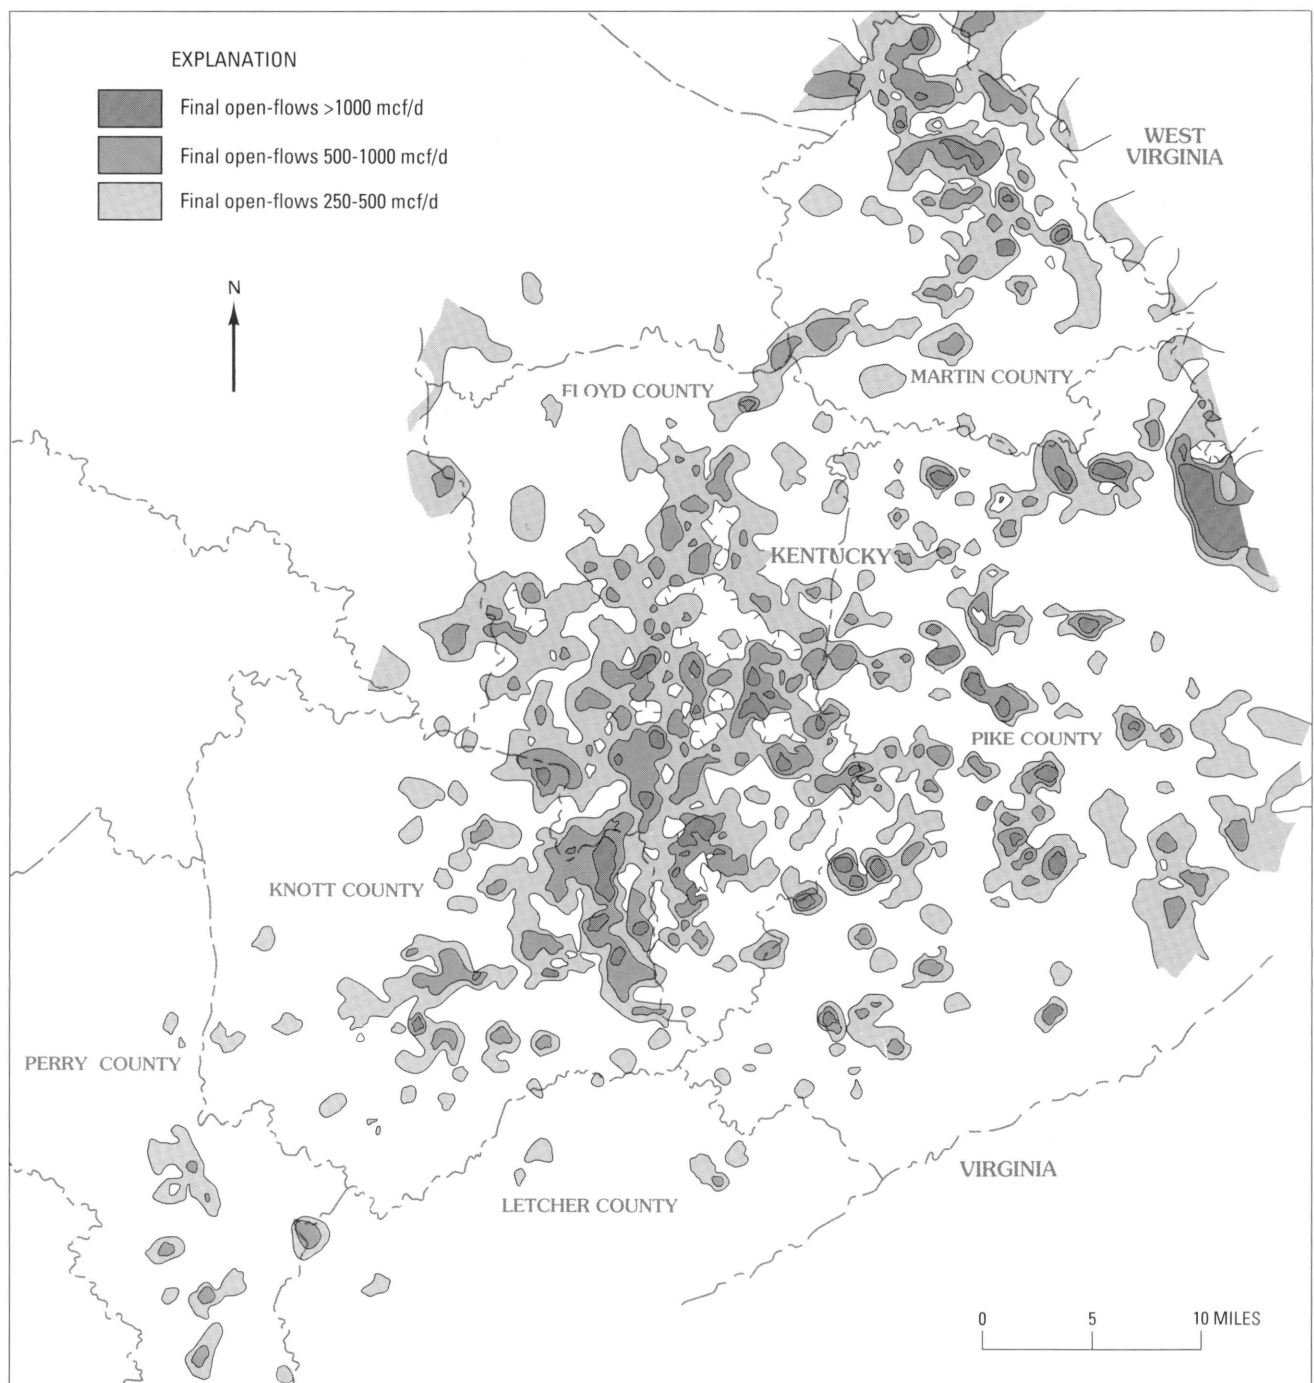 EXPLANATION
Final open-flows >1000 mcf/d
Final open-flows 500-1000 mcf/d
Final open-flows 250-500 mcf/d
N
WEST
VIRGINIA
FLOYD COUNTY
MARTIN COUNTY
KENTUCKY
PIKE COUNTY
KNOTT COUNTY
PERRY COUNTY
VIRGINIA
LETCHER COUNTY
0 5 10 MILES